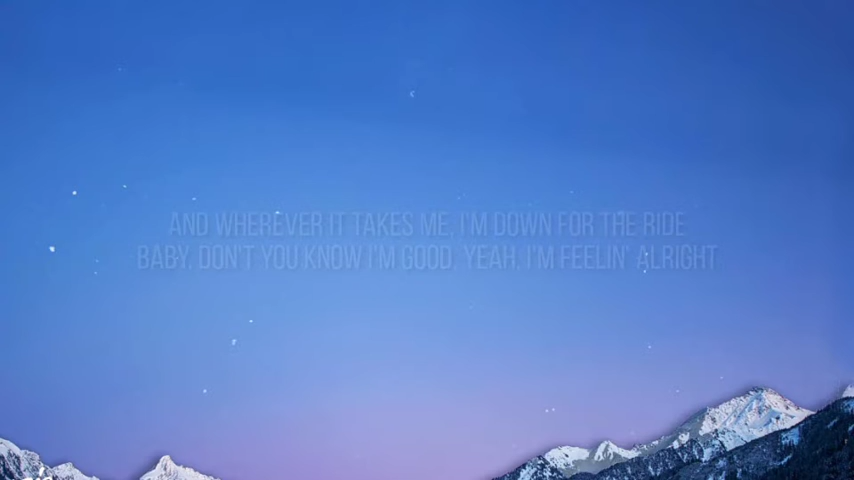 AND WHEREVER IT TAKES ME, I'M DOWN FOR THE RIDE
BABY, DON'T YOU KNOW I'M GOOD, YEAH, I'M FEELIN' ALRIGHT